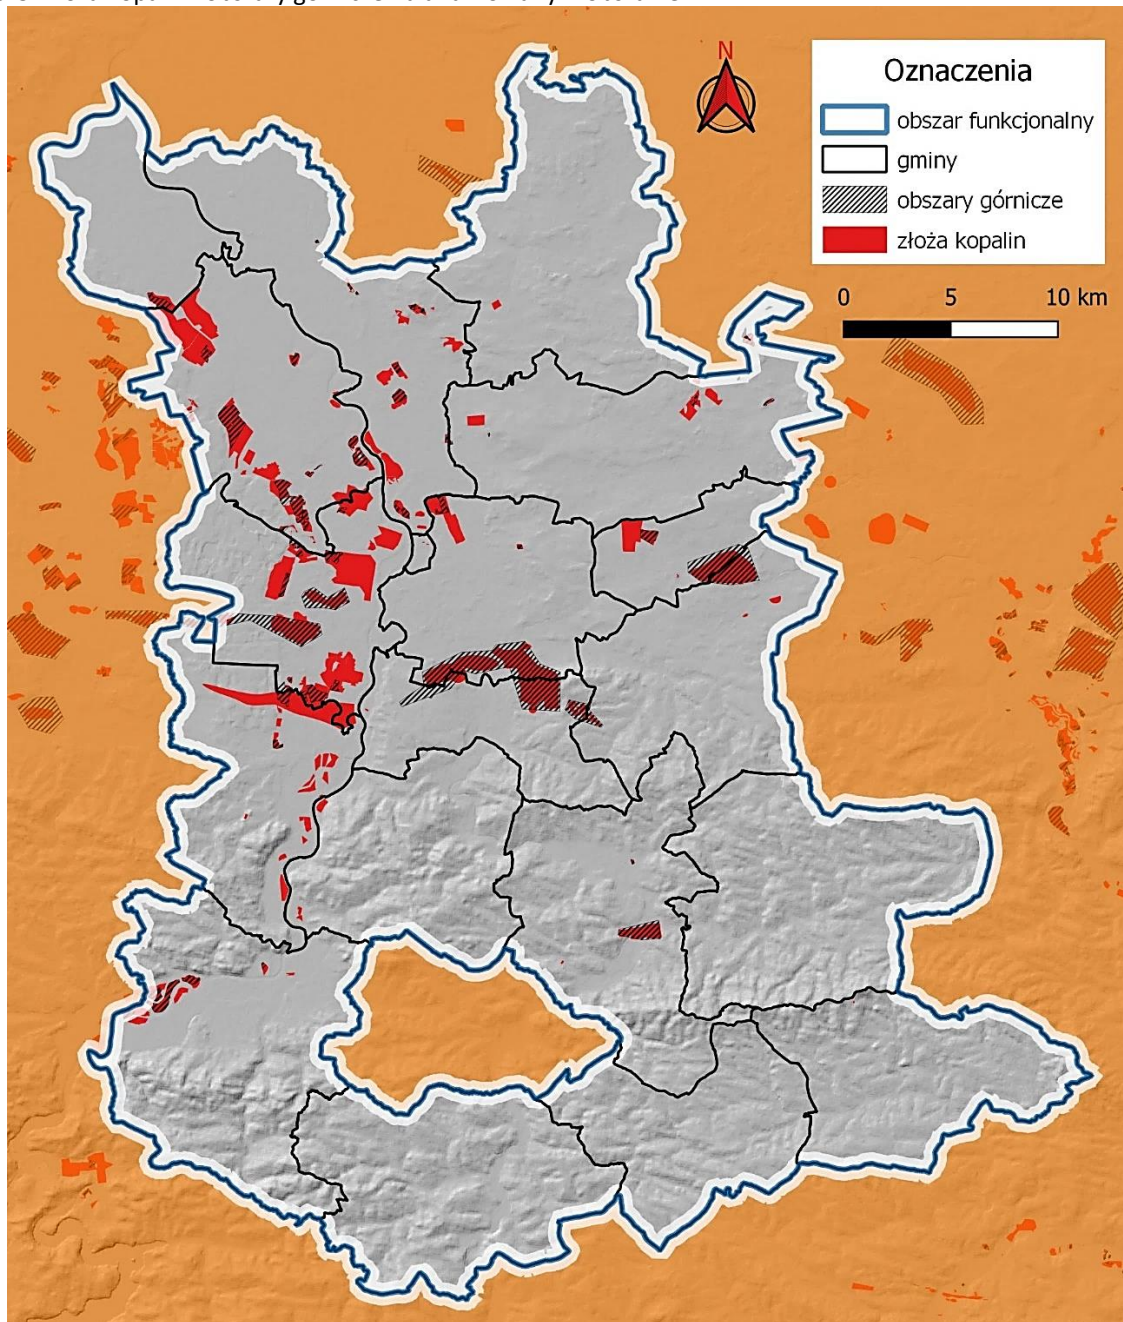 N
Oznaczenia
obszar funkcjonalny
gminy
obszary górnicze
złoża kopalin
0 5 10 km